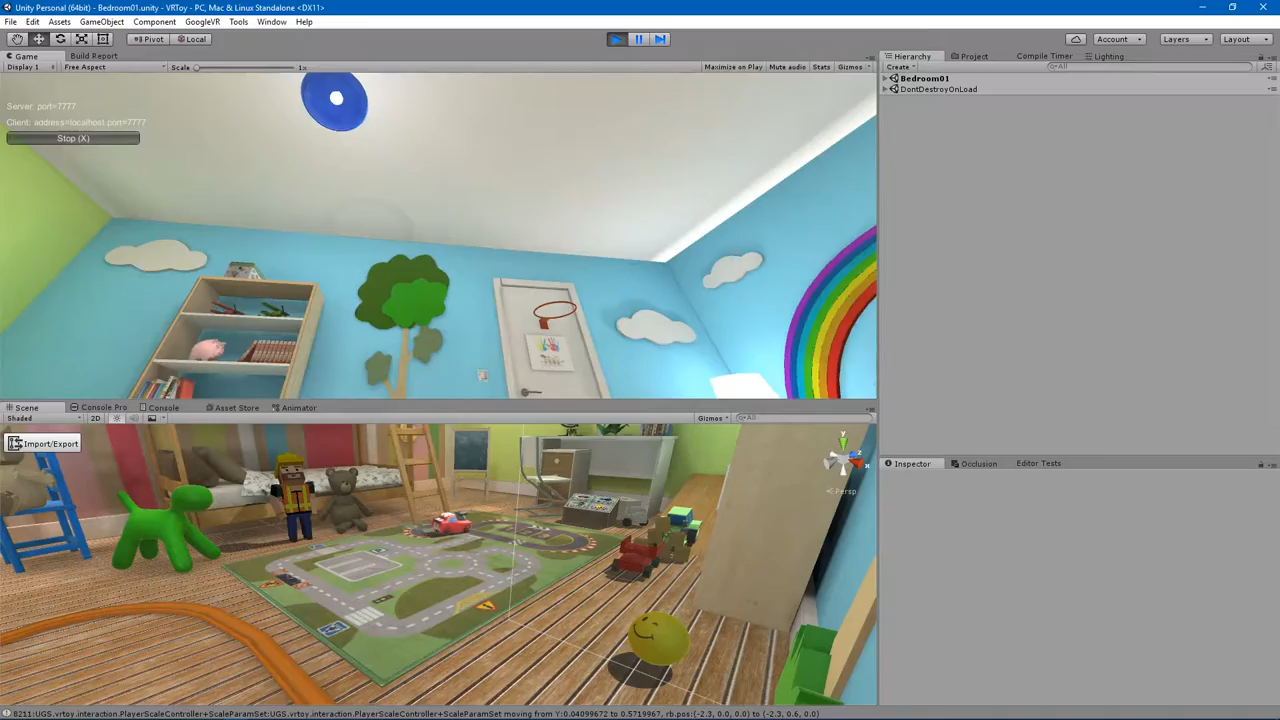 Unity Personal (64bit) - Bedroom01.unity - VRToy - PC, Mac & Linux Standalone <DX11>
File Edit Assets GameObject Component GoogleVR Tools Window Help
Pivot Local Account Layers Layout
Game Build Report
Display 1 Free Aspect Scale 1x Maximize on Play Mute audio Stats Gizmos
Hierarchy Project Compile Timer Lighting
Create All
Bedroom01
DontDestroyOnLoad
Server: port=7777
Client: address=localhost port=7777
Stop (X)
Scene Console Pro Console Asset Store Animator
Shaded 2D Gizmos All
Import/Export
y
z
x
Persp
Inspector Occlusion Editor Tests
8211:UGS.vrtoy.interaction.PlayerScaleController+ScaleParamSet:UGS.vrtoy.interaction.PlayerScaleController+ScaleParamSet moving from Y:0.04099672 to 0.5719967, rb.pos:(-2.3, 0.0, 0.0) to (-2.3, 0.6, 0.0)